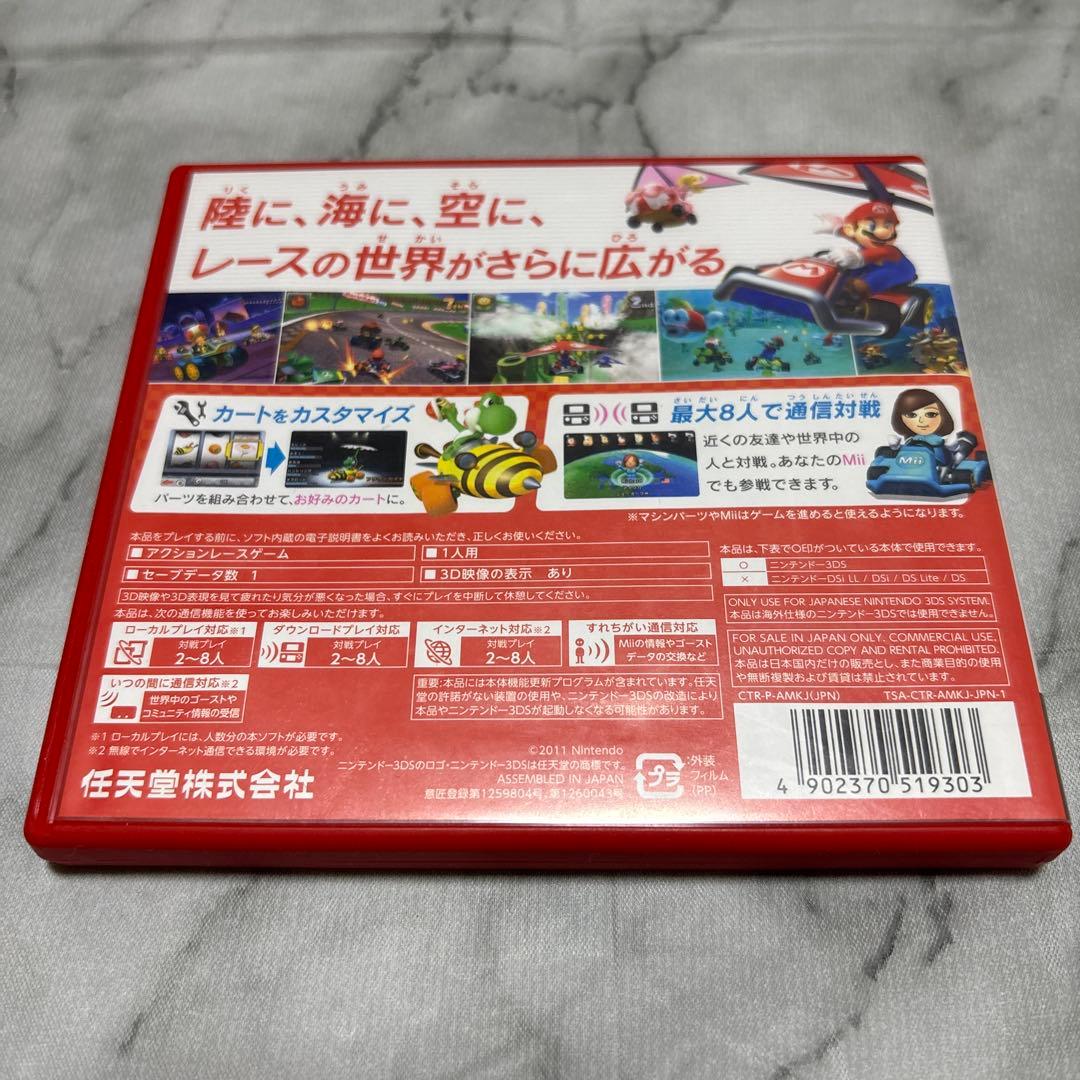 陸に、海に、空に、
りく うみ そら
レースの世界がさらに広がる
せ かい ひろ
カートをカスタマイズ
パーツを組み合わせて、お好みのカートに。
最大8人で通信対戦
さいだい にん つうしんたいせん
近くの友達や世界中の
人と対戦。あなたのMii
でも参戦できます。
Mii
※マシンパーツやMiiはゲームを進めると使えるようになります。
本品をプレイする前に、ソフト内蔵の電子説明書をよくお読みいただき、正しくお使いください。
■アクションレースゲーム
■1人用
■セーブデータ数 1
■3D映像の表示 あり
3D映像や3D表現を見て疲れたり気分が悪くなった場合、すぐにプレイを中断して休憩してください。
本品は、次の通信機能を使ってお楽しみいただけます。
ローカルプレイ対応※1
対戦プレイ
2〜8人
ダウンロードプレイ対応
対戦プレイ
2〜8人
インターネット対応※2
対戦プレイ
2〜8人
すれちがい通信対応
Miiの情報やゴースト
データの交換など
いつの間に通信対応※2
世界中のゴーストや
コミュニティ情報の受信
重要:本品には本体機能更新プログラムが含まれています。任天
堂の許諾がない装置の使用や、ニンテンドー3DSの改造により
本品やニンテンドー3DSが起動しなくなる可能性があります。
※1 ローカルプレイには、人数分の本ソフトが必要です。
※2 無線でインターネット通信できる環境が必要です。
任天堂株式会社
©2011 Nintendo
ニンテンドー3DSのロゴ・ニンテンドー3DSは任天堂の商標です。
ASSEMBLED IN JAPAN
意匠登録第1259804号、第1260043号
プラ
:外装
フィルム
(PP)
本品は、下表で○印がついている本体で使用できます。
○ ニンテンドー3DS
× ニンテンドーDSi LL / DSi / DS Lite / DS
ONLY USE FOR JAPANESE NINTENDO 3DS SYSTEM.
本品は海外仕様のニンテンドー3DSでは使用できません。
FOR SALE IN JAPAN ONLY. COMMERCIAL USE,
UNAUTHORIZED COPY AND RENTAL PROHIBITED.
本品は日本国内だけの販売とし、また商業目的の使用
や無断複製および賃貸は禁止されています。
CTR-P-AMKJ(JPN)
TSA-CTR-AMKJ-JPN-1
4 902370 519303